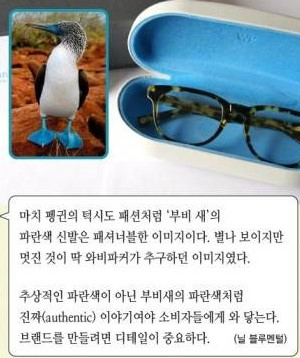 마치 펭귄의 턱시도 패션처럼 '부비 새'의
파란색 신발은 패셔너블한 이미지이다. 별나 보이지만
멋진 것이 딱 와비파커가 추구하던 이미지였다.
추상적인 파란색이 아닌 부비새의 파란색처럼
진짜(authentic) 이야기여야 소비자들에게 와 닿는다.
브랜드를 만들려면 디테일이 중요하다. (닐 블루멘털)